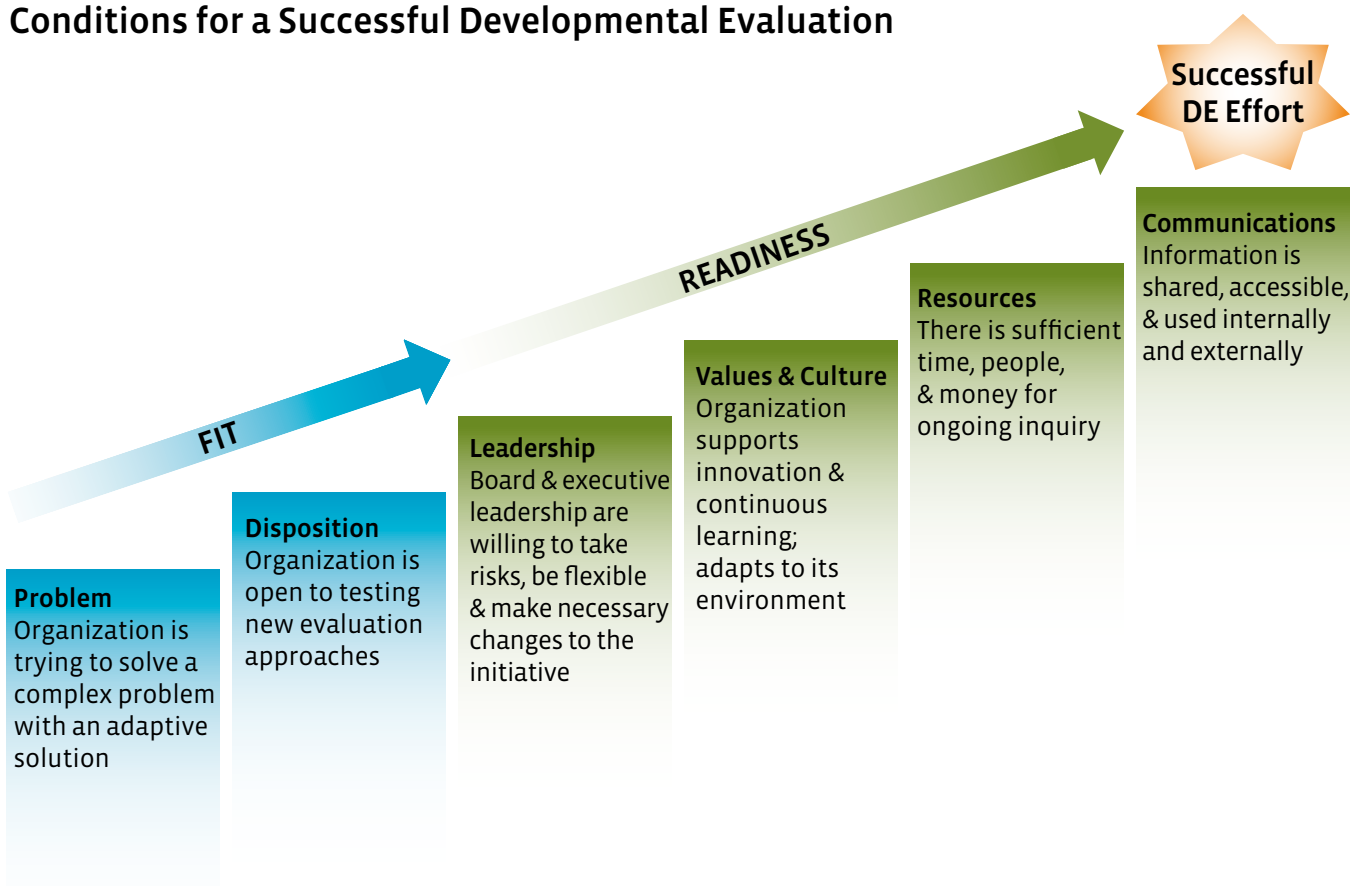 Conditions for a Successful Developmental Evaluation
Successful
DE Effort
FIT
READINESS
Problem
Organization is
trying to solve a
complex problem
with an adaptive
solution
Disposition
Organization is
open to testing
new evaluation
approaches
Leadership
Board & executive
leadership are
willing to take
risks, be flexible
& make necessary
changes to the
initiative
Values & Culture
Organization
supports
innovation &
continuous
learning;
adapts to its
environment
Resources
There is sufficient
time, people,
& money for
ongoing inquiry
Communications
Information is
shared, accessible,
& used internally
and externally